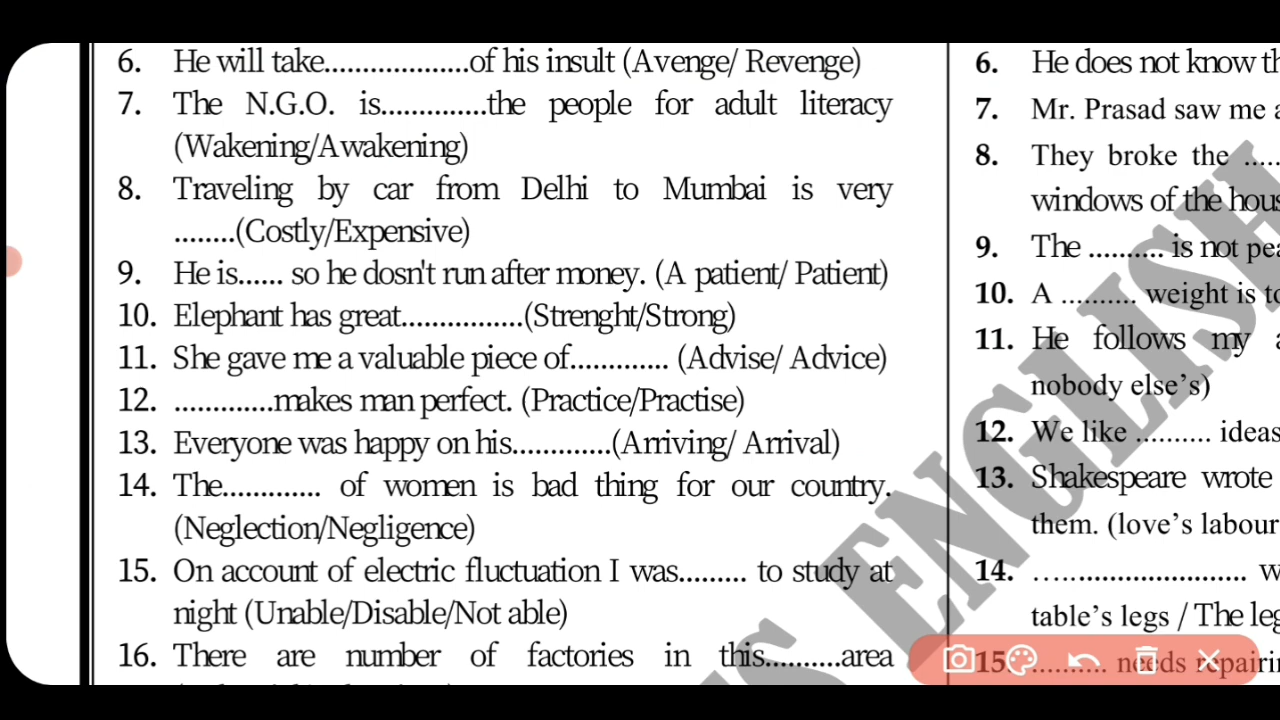 6. He will take...................of his insult (Avenge/ Revenge)
7. The N.G.O. is..............the people for adult literacy
(Wakening/Awakening)
8. Traveling by car from Delhi to Mumbai is very
........(Costly/Expensive)
9. He is...... so he dosn't run after money. (A patient/ Patient)
10. Elephant has great................(Strenght/Strong)
11. She gave me a valuable piece of............. (Advise/ Advice)
12. .............makes man perfect. (Practice/Practise)
13. Everyone was happy on his.............(Arriving/ Arrival)
14. The............. of women is bad thing for our country.
(Neglection/Negligence)
15. On account of electric fluctuation I was......... to study at
night (Unable/Disable/Not able)
16. There are number of factories in this..........area
6. He does not know th
7. Mr. Prasad saw me a
8. They broke the .....
windows of the hous
9. The .......... is not pea
10. A .......... weight is to
11. He follows my a
nobody else's)
12. We like .......... ideas
13. Shakespeare wrote
them. (love's labour
14. ............................ w
table's legs / The leg
15. .......... needs repairin
ENGLISH